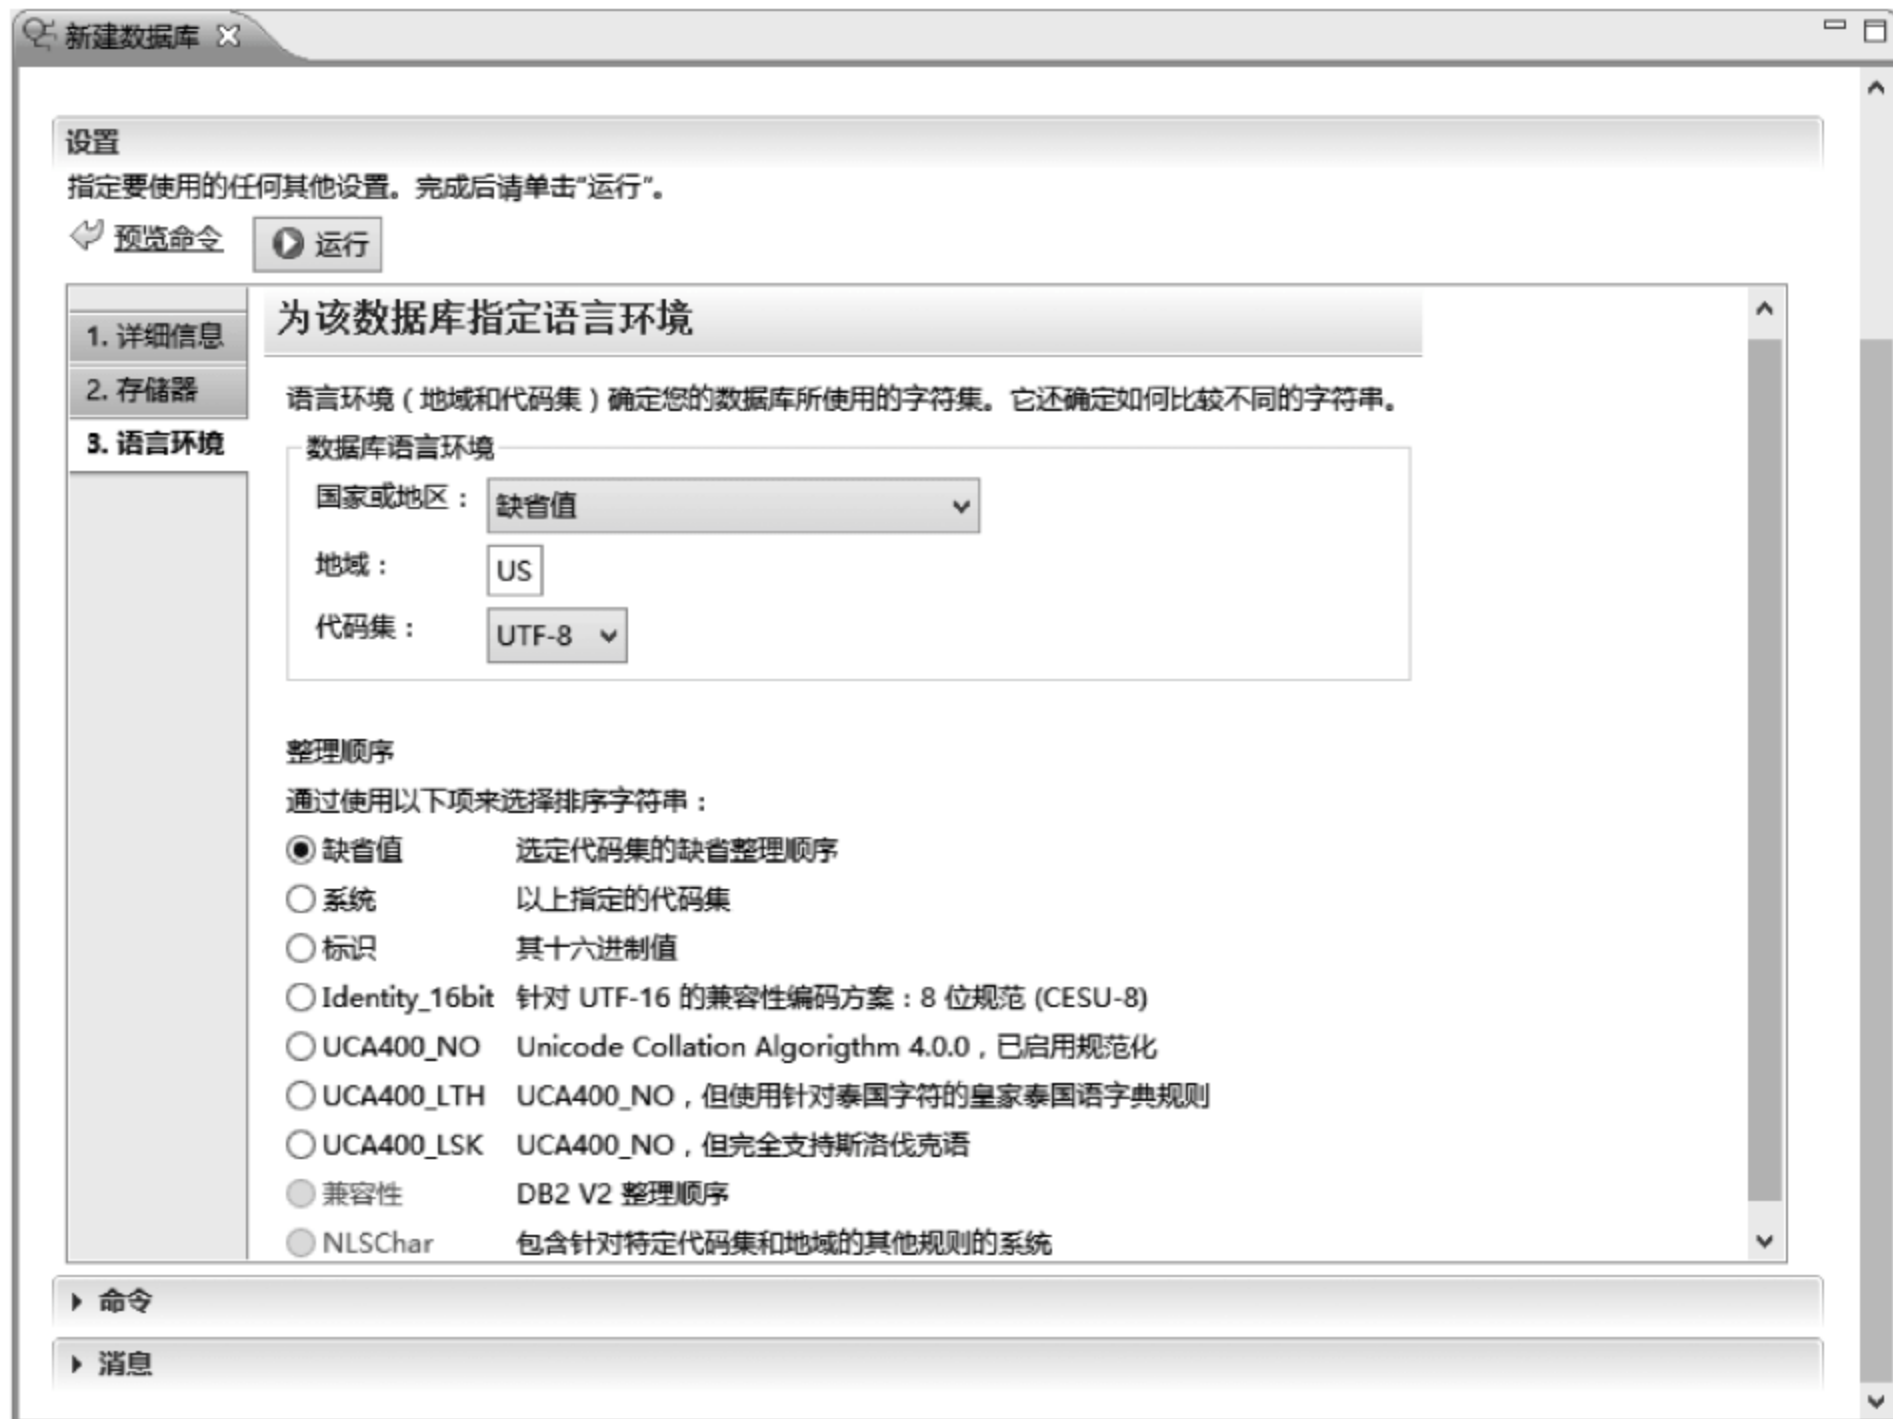 新建数据库
设置
指定要使用的任何其他设置。完成后请单击“运行”。
预览命令 运行
1. 详细信息
2. 存储器
3. 语言环境
为该数据库指定语言环境
语言环境（地域和代码集）确定您的数据库所使用的字符集。它还确定如何比较不同的字符串。
数据库语言环境
国家或地区： 缺省值
地域： US
代码集： UTF-8
整理顺序
通过使用以下项来选择排序字符串：
缺省值 选定代码集的缺省整理顺序
系统 以上指定的代码集
标识 其十六进制值
Identity_16bit 针对 UTF-16 的兼容性编码方案：8 位规范 (CESU-8)
UCA400_NO Unicode Collation Algorigthm 4.0.0，已启用规范化
UCA400_LTH UCA400_NO，但使用针对泰国字符的皇家泰国语字典规则
UCA400_LSK UCA400_NO，但完全支持斯洛伐克语
兼容性 DB2 V2 整理顺序
NLSChar 包含针对特定代码集和地域的其他规则的系统
命令
消息